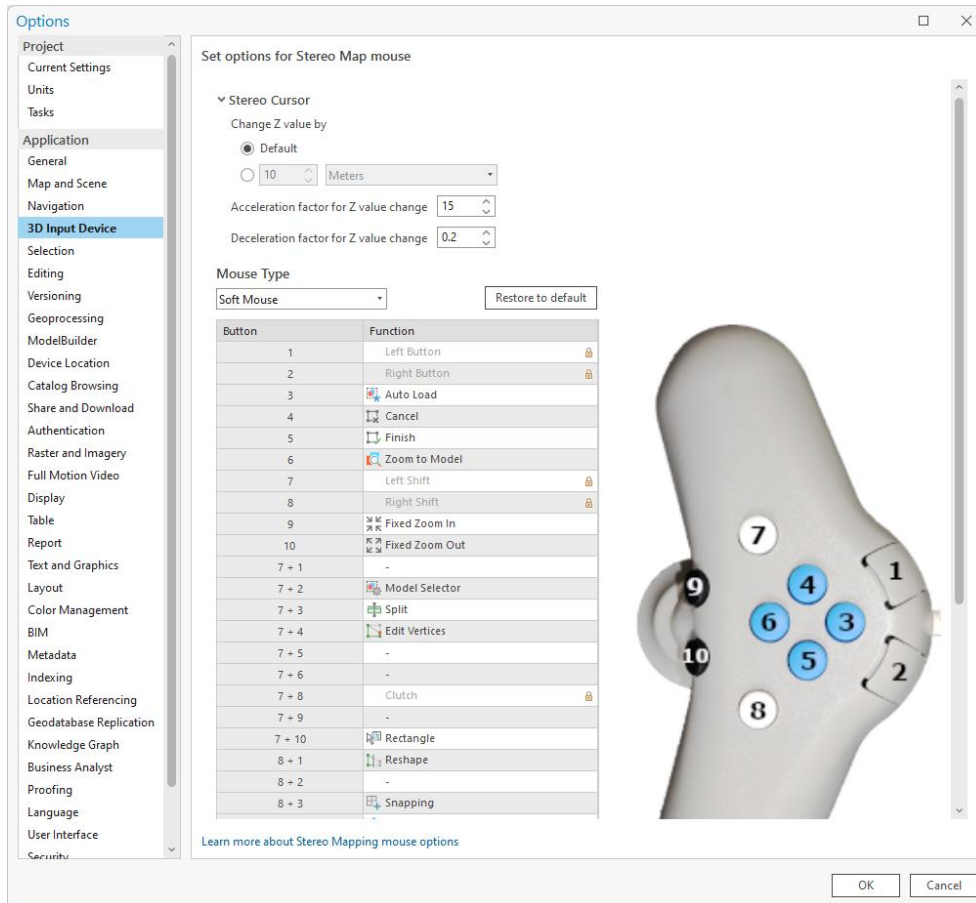 Options
Project
Current Settings
Units
Tasks
Application
General
Map and Scene
Navigation
3D Input Device
Selection
Editing
Versioning
Geoprocessing
ModelBuilder
Device Location
Catalog Browsing
Share and Download
Authentication
Raster and Imagery
Full Motion Video
Display
Table
Report
Text and Graphics
Layout
Color Management
BIM
Metadata
Indexing
Location Referencing
Geodatabase Replication
Knowledge Graph
Business Analyst
Proofing
Language
User Interface
Security
Set options for Stereo Map mouse
Stereo Cursor
Change Z value by
Default
10 Meters
Acceleration factor for Z value change 15
Deceleration factor for Z value change 0.2
Mouse Type
Soft Mouse Restore to default
Button Function
1 Left Button
2 Right Button
3 Auto Load
4 Cancel
5 Finish
6 Zoom to Model
7 Left Shift
8 Right Shift
9 Fixed Zoom In
10 Fixed Zoom Out
7 + 1 -
7 + 2 Model Selector
7 + 3 Split
7 + 4 Edit Vertices
7 + 5 -
7 + 6 -
7 + 8 Clutch
7 + 9 -
7 + 10 Rectangle
8 + 1 Reshape
8 + 2 -
8 + 3 Snapping
7
1
4
9
6 3
5
10
2
8
Learn more about Stereo Mapping mouse options
OK Cancel